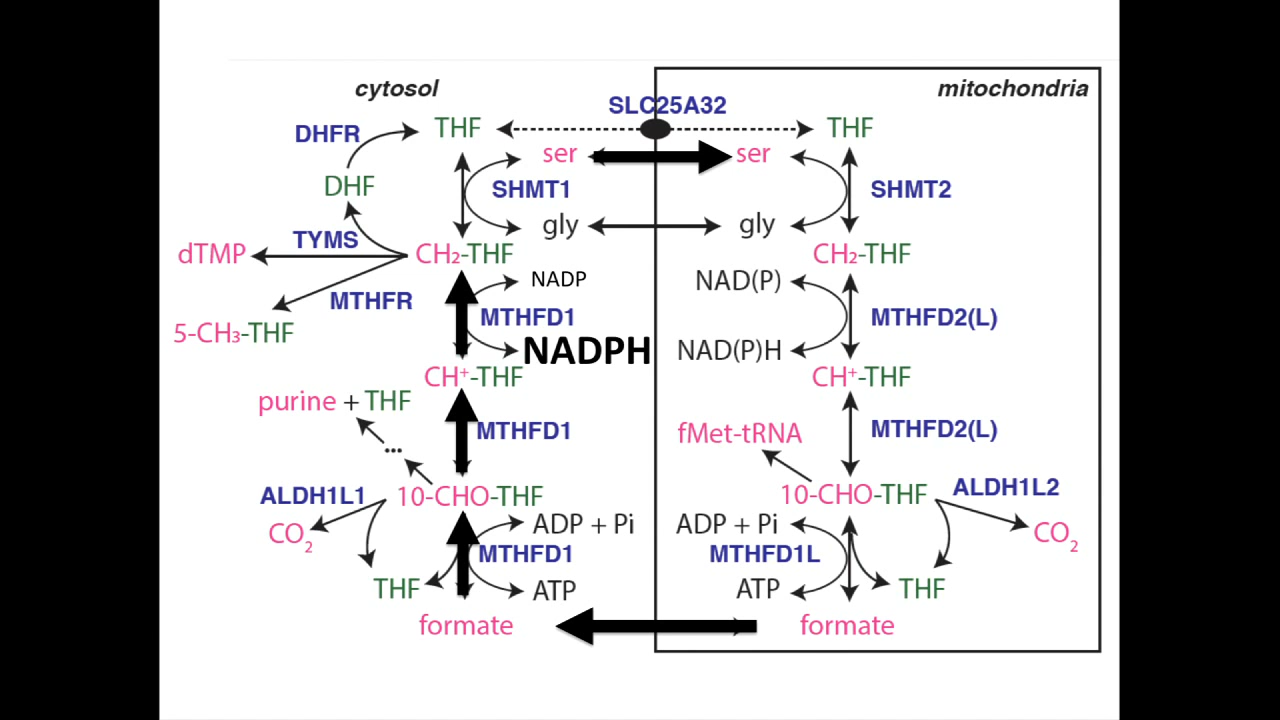 cytosol
mitochondria
SLC25A32
DHFR
THF
THF
ser
ser
DHF
SHMT1
SHMT2
gly
gly
TYMS
dTMP
CH₂-THF
CH₂-THF
NADP
NAD(P)
MTHFR
MTHFD1
MTHFD2(L)
5-CH₃-THF
NADPH
NAD(P)H
CH⁺-THF
CH⁺-THF
purine + THF
MTHFD1
fMet-tRNA
MTHFD2(L)
...
ALDH1L1
10-CHO-THF
10-CHO-THF
ALDH1L2
CO₂
ADP + Pi
ADP + Pi
CO₂
MTHFD1
MTHFD1L
THF
ATP
ATP
THF
formate
formate